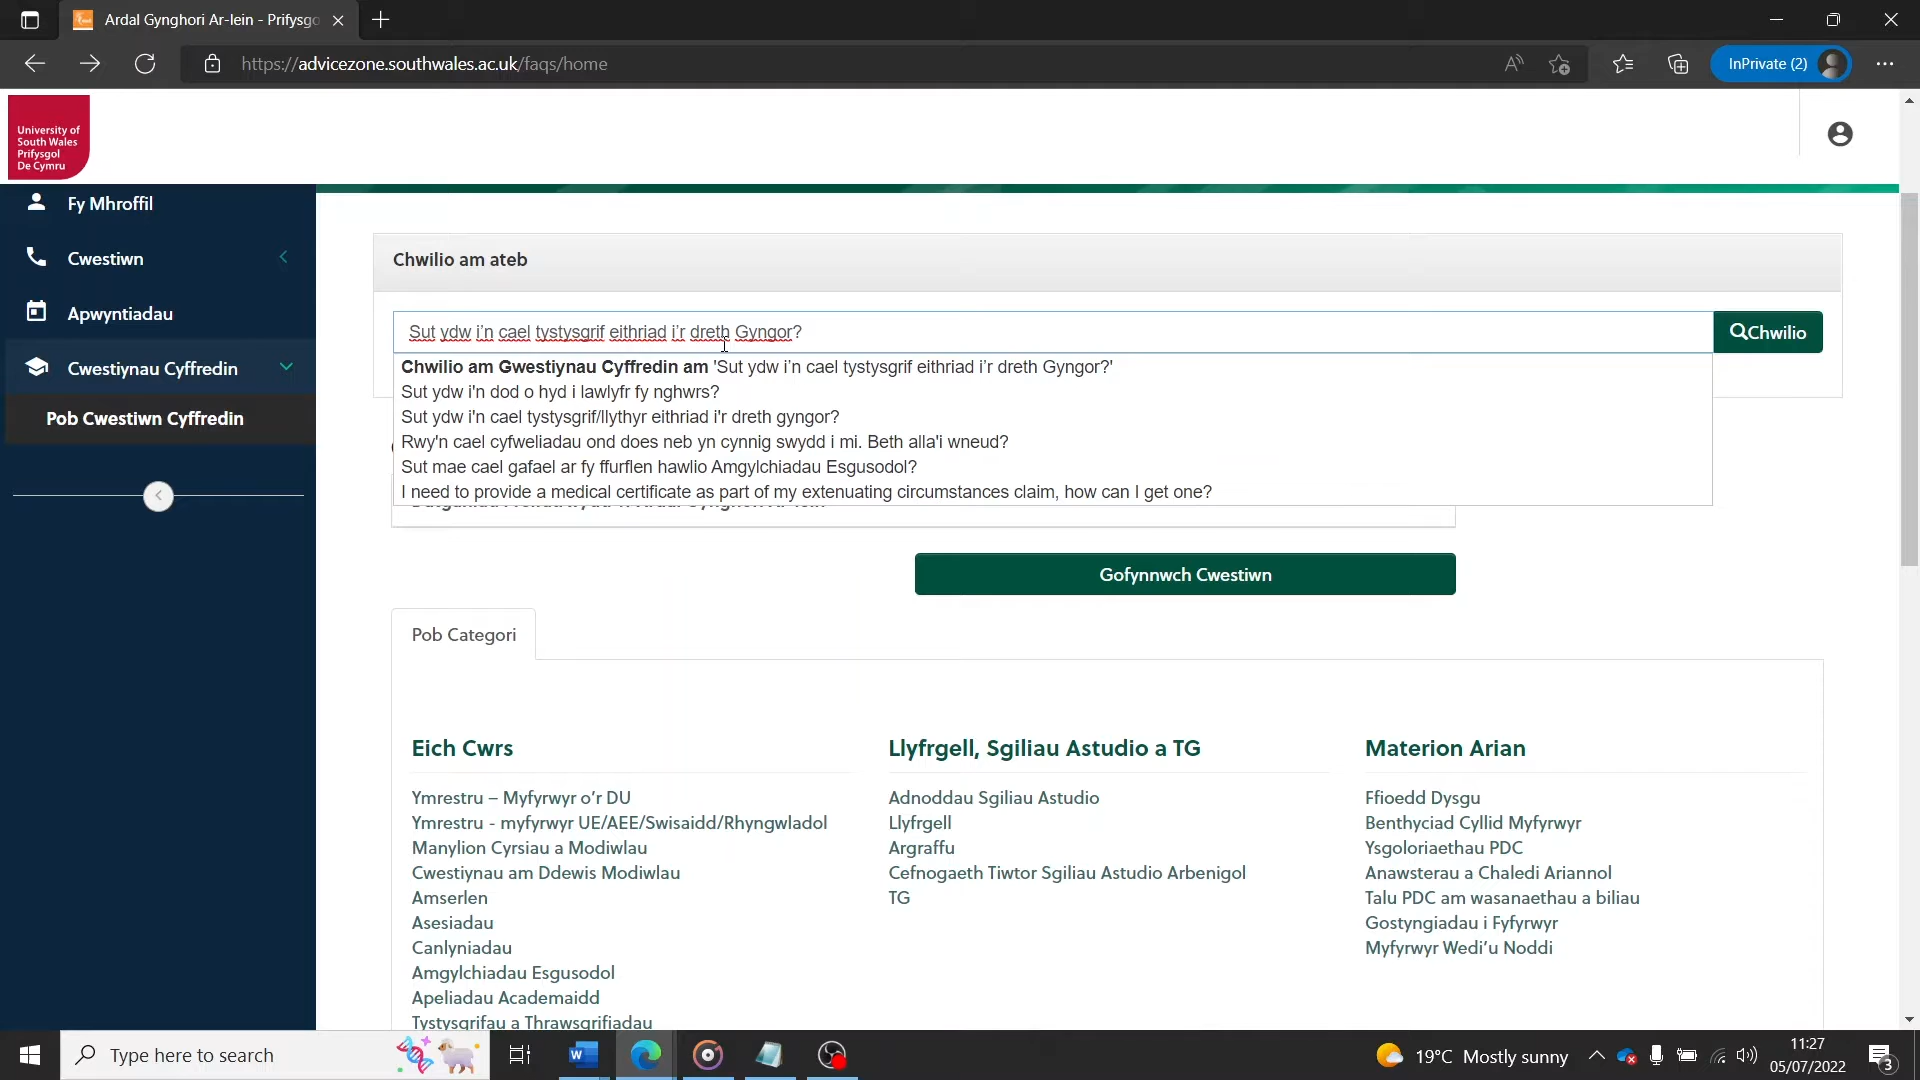 Ardal Gynghori Ar-lein - Prifysgo
https://advicezone.southwales.ac.uk/faqs/home
InPrivate (2)
University of
South Wales
Prifysgol
De Cymru
Fy Mhroffil
Cwestiwn
Apwyntiadau
Cwestiynau Cyffredin
Pob Cwestiwn Cyffredin
Chwilio am ateb
Sut ydw i'n cael tystysgrif eithriad i'r dreth Gyngor?
Chwilio
Chwilio am Gwestiynau Cyffredin am 'Sut ydw i'n cael tystysgrif eithriad i'r dreth Gyngor?'
Sut ydw i'n dod o hyd i lawlyfr fy nghwrs?
Sut ydw i'n cael tystysgrif/llythyr eithriad i'r dreth gyngor?
Rwy'n cael cyfweliadau ond does neb yn cynnig swydd i mi. Beth alla'i wneud?
Sut mae cael gafael ar fy ffurflen hawlio Amgylchiadau Esgusodol?
I need to provide a medical certificate as part of my extenuating circumstances claim, how can I get one?
Gofynnwch Cwestiwn
Pob Categori
Eich Cwrs
Ymrestru – Myfyrwyr o'r DU
Ymrestru - myfyrwyr UE/AEE/Swisaidd/Rhyngwladol
Manylion Cyrsiau a Modiwlau
Cwestiynau am Ddewis Modiwlau
Amserlen
Asesiadau
Canlyniadau
Amgylchiadau Esgusodol
Apeliadau Academaidd
Tystysgrifau a Thrawsgrifiadau
Llyfrgell, Sgiliau Astudio a TG
Adnoddau Sgiliau Astudio
Llyfrgell
Argraffu
Cefnogaeth Tiwtor Sgiliau Astudio Arbenigol
TG
Materion Arian
Ffioedd Dysgu
Benthyciad Cyllid Myfyrwyr
Ysgoloriaethau PDC
Anawsterau a Chaledi Ariannol
Talu PDC am wasanaethau a biliau
Gostyngiadau i Fyfyrwyr
Myfyrwyr Wedi'u Noddi
Type here to search
19°C Mostly sunny
11:27
05/07/2022
3